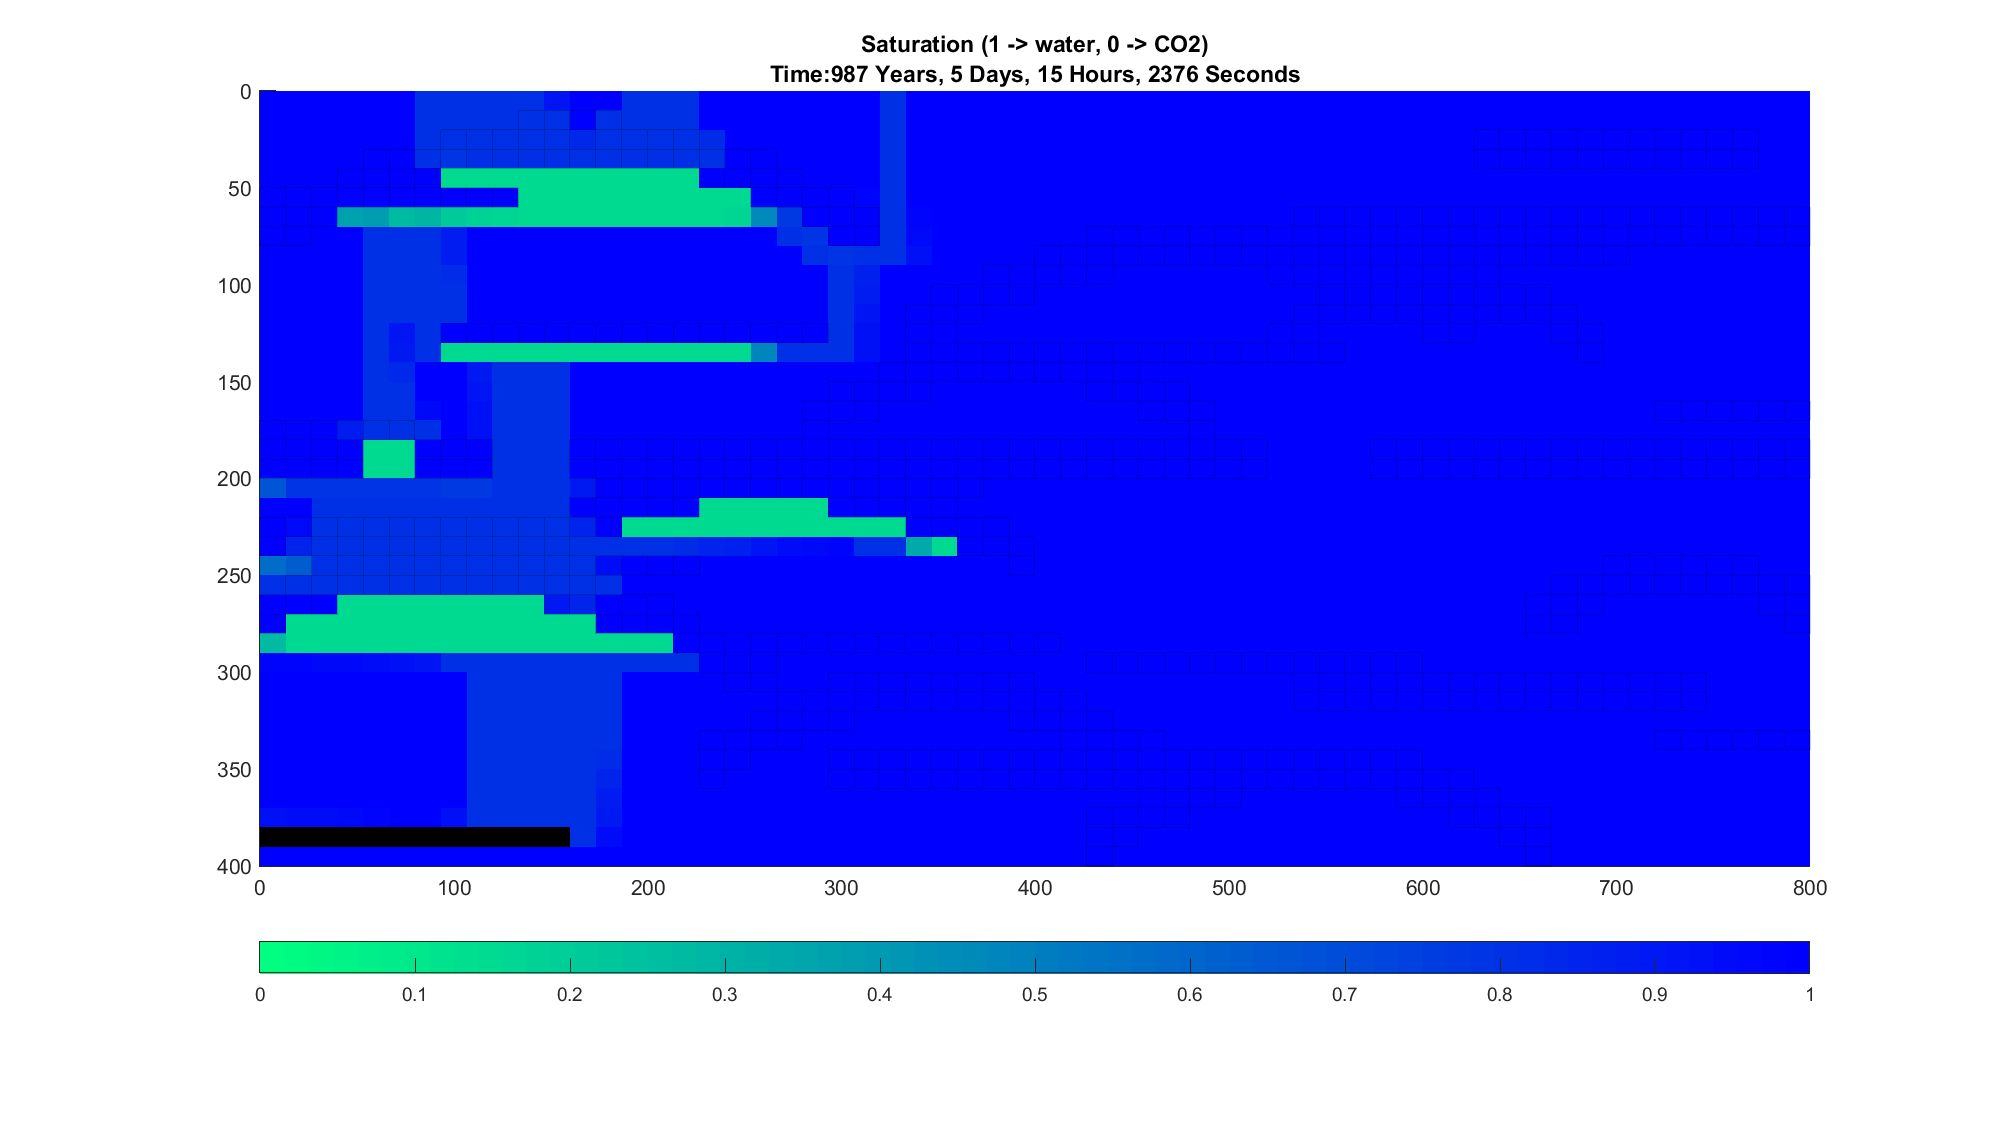 Saturation (1 -> water, 0 -> CO2)
Time:987 Years, 5 Days, 15 Hours, 2376 Seconds
0
50
100
150
200
250
300
350
400
0 100 200 300 400 500 600 700 800
0 0.1 0.2 0.3 0.4 0.5 0.6 0.7 0.8 0.9 1